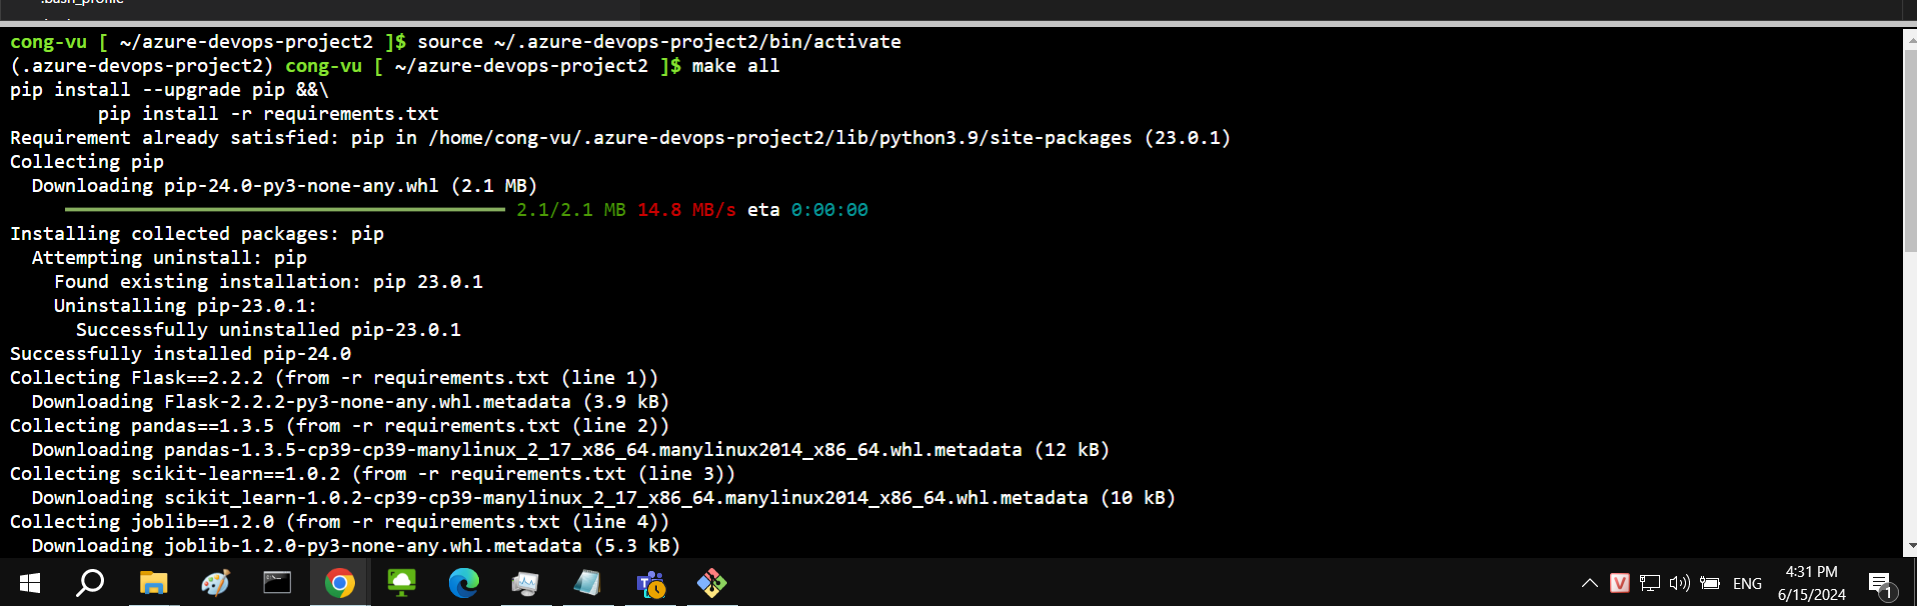 .bash_profile
cong-vu [ ~/azure-devops-project2 ]$ source ~/.azure-devops-project2/bin/activate
(.azure-devops-project2) cong-vu [ ~/azure-devops-project2 ]$ make all
pip install --upgrade pip &&\
        pip install -r requirements.txt
Requirement already satisfied: pip in /home/cong-vu/.azure-devops-project2/lib/python3.9/site-packages (23.0.1)
Collecting pip
  Downloading pip-24.0-py3-none-any.whl (2.1 MB)
2.1/2.1 MB 14.8 MB/s eta 0:00:00
Installing collected packages: pip
  Attempting uninstall: pip
    Found existing installation: pip 23.0.1
    Uninstalling pip-23.0.1:
      Successfully uninstalled pip-23.0.1
Successfully installed pip-24.0
Collecting Flask==2.2.2 (from -r requirements.txt (line 1))
  Downloading Flask-2.2.2-py3-none-any.whl.metadata (3.9 kB)
Collecting pandas==1.3.5 (from -r requirements.txt (line 2))
  Downloading pandas-1.3.5-cp39-cp39-manylinux_2_17_x86_64.manylinux2014_x86_64.whl.metadata (12 kB)
Collecting scikit-learn==1.0.2 (from -r requirements.txt (line 3))
  Downloading scikit_learn-1.0.2-cp39-cp39-manylinux_2_17_x86_64.manylinux2014_x86_64.whl.metadata (10 kB)
Collecting joblib==1.2.0 (from -r requirements.txt (line 4))
  Downloading joblib-1.2.0-py3-none-any.whl.metadata (5.3 kB)
V
ENG
4:31 PM
6/15/2024
1